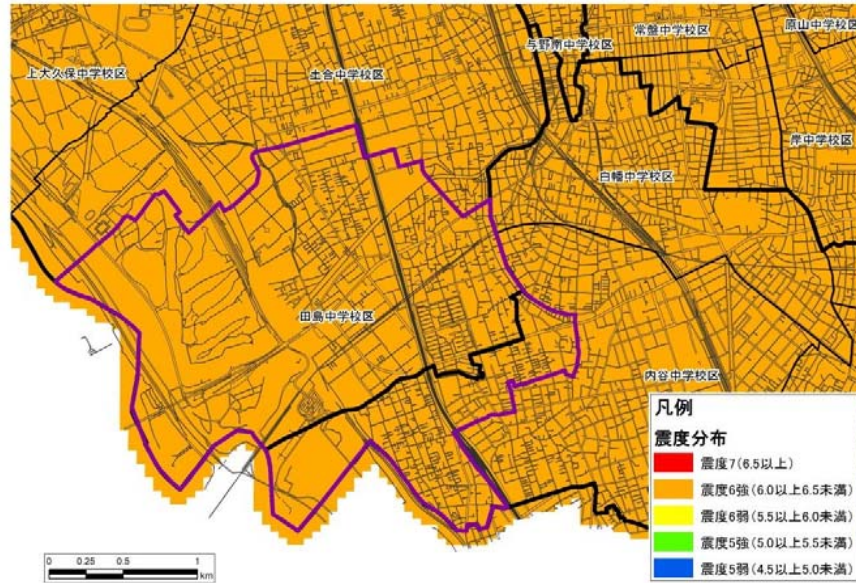 常盤中学校区
原山中学校区
与野南中学校区
上大久保中学校区
土合中学校区
岸中学校区
白幡中学校区
田島中学校区
内谷中学校区
凡例
震度分布
震度7(6.5以上)
震度6強(6.0以上6.5未満)
震度6弱(5.5以上6.0未満)
震度5強(5.0以上5.5未満)
震度5弱(4.5以上5.0未満)
0 0.25 0.5 1
km